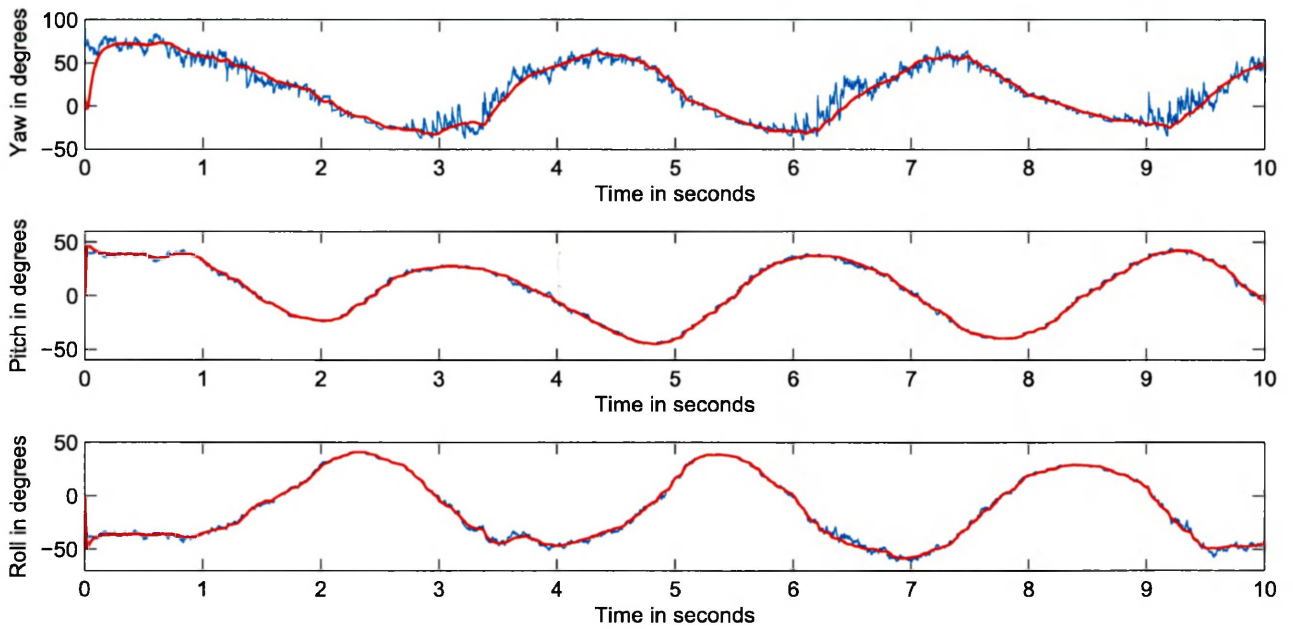 Yaw in degrees
100
50
0
−50
0 1 2 3 4 5 6 7 8 9 10
Time in seconds
Pitch in degrees
50
0
−50
0 1 2 3 4 5 6 7 8 9 10
Time in seconds
Roll in degrees
50
0
−50
0 1 2 3 4 5 6 7 8 9 10
Time in seconds